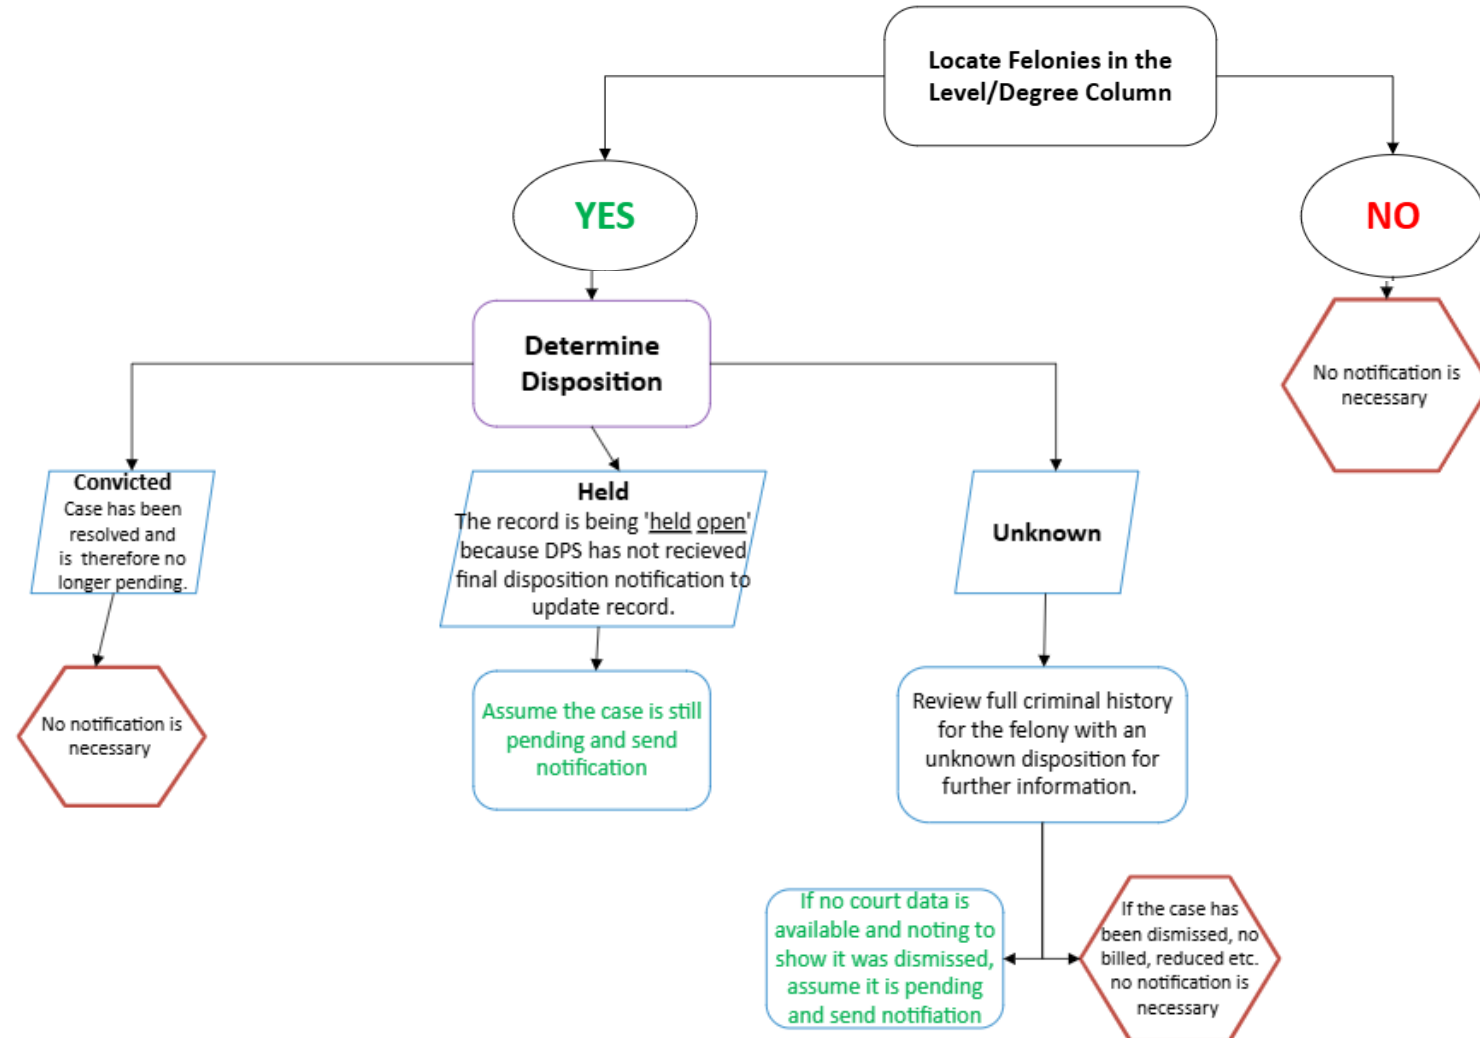 Locate Felonies in the
Level/Degree Column
YES
NO
Determine
Disposition
No notification is
necessary
Convicted
Case has been
resolved and
is therefore no
longer pending.
Held
The record is being 'held open'
because DPS has not recieved
final disposition notification to
update record.
Unknown
No notification is
necessary
Assume the case is still
pending and send
notification
Review full criminal history
for the felony with an
unknown disposition for
further information.
If no court data is
available and noting to
show it was dismissed,
assume it is pending
and send notifiation
If the case has
been dismissed, no
billed, reduced etc.
no notification is
necessary